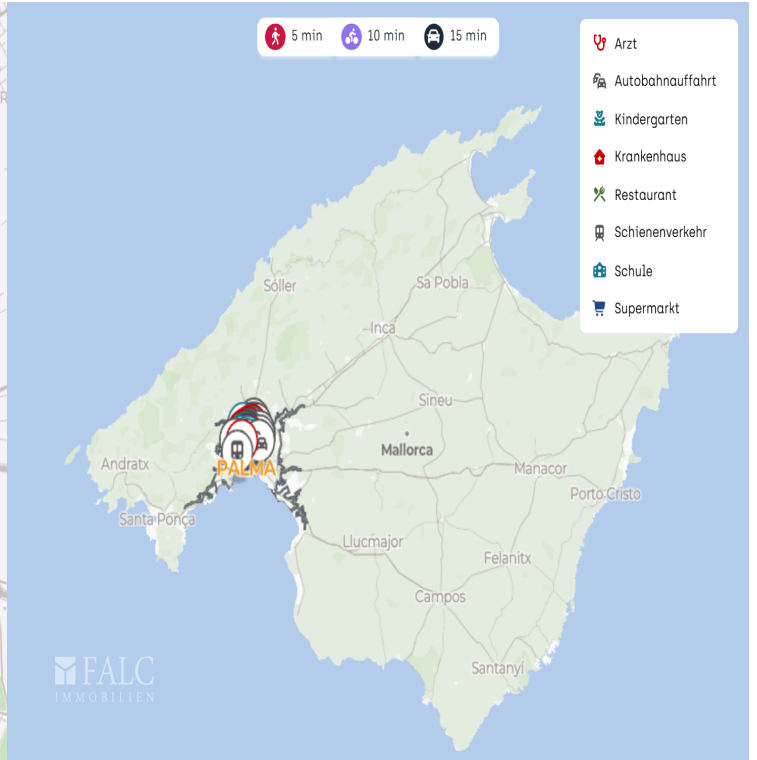 5 min
10 min
15 min
Arzt
Autobahnauffahrt
Kindergarten
Krankenhaus
Restaurant
Schienenverkehr
Schule
Supermarkt
Sóller
Sa Pobla
Inca
Sineu
Mallorca
Andratx
PALMA
Manacor
Porto Cristo
Santa Ponça
Llucmajor
Felanitx
Campos
Santanyí
FALC
IMMOBILIEN